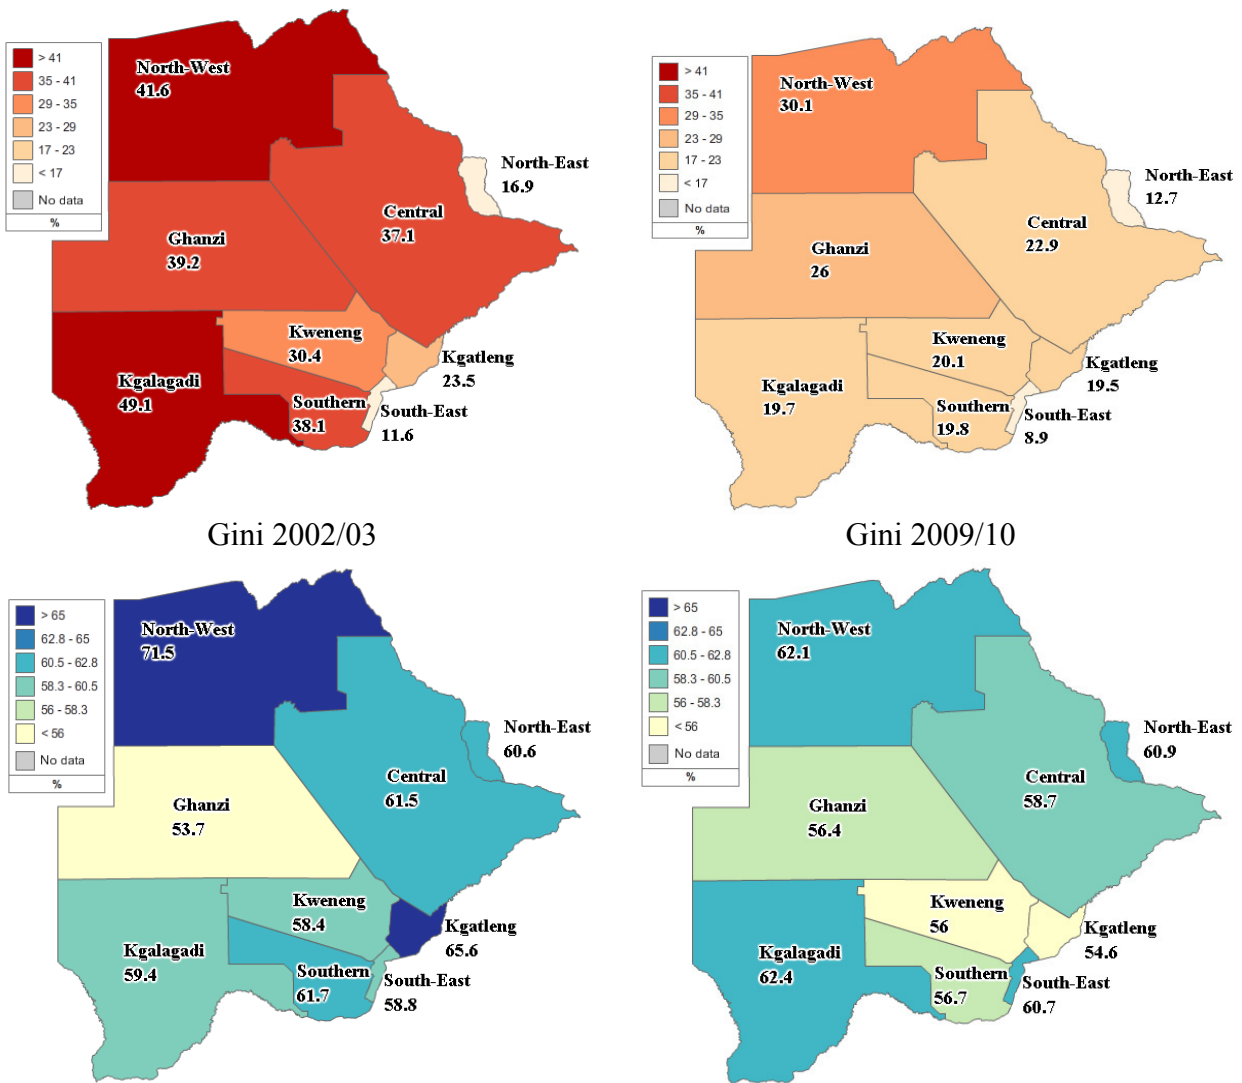 > 41
35 - 41
29 - 35
23 - 29
17 - 23
< 17
No data
%
North-West
41.6
North-East
16.9
Central
37.1
Ghanzi
39.2
Kweneng
30.4
Kgatleng
23.5
Kgalagadi
49.1
Southern
38.1
South-East
11.6
> 41
35 - 41
29 - 35
23 - 29
17 - 23
< 17
No data
%
North-West
30.1
North-East
12.7
Central
22.9
Ghanzi
26
Kweneng
20.1
Kgatleng
19.5
Kgalagadi
19.7
Southern
19.8
South-East
8.9
Gini 2002/03
Gini 2009/10
> 65
62.8 - 65
60.5 - 62.8
58.3 - 60.5
56 - 58.3
< 56
No data
%
North-West
71.5
North-East
60.6
Central
61.5
Ghanzi
53.7
Kweneng
58.4
Kgatleng
65.6
Kgalagadi
59.4
Southern
61.7
South-East
58.8
> 65
62.8 - 65
60.5 - 62.8
58.3 - 60.5
56 - 58.3
< 56
No data
%
North-West
62.1
North-East
60.9
Central
58.7
Ghanzi
56.4
Kweneng
56
Kgatleng
54.6
Kgalagadi
62.4
Southern
56.7
South-East
60.7